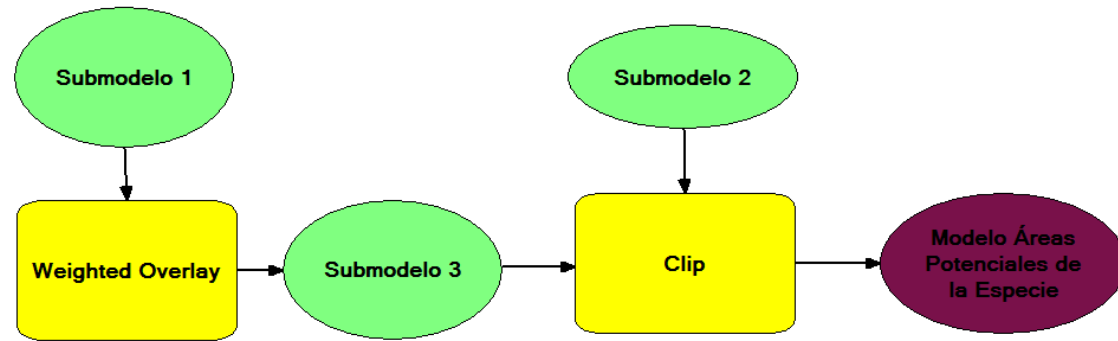 Submodelo 1
Submodelo 2
Weighted Overlay
Submodelo 3
Clip
Modelo Áreas
Potenciales de
la Especie